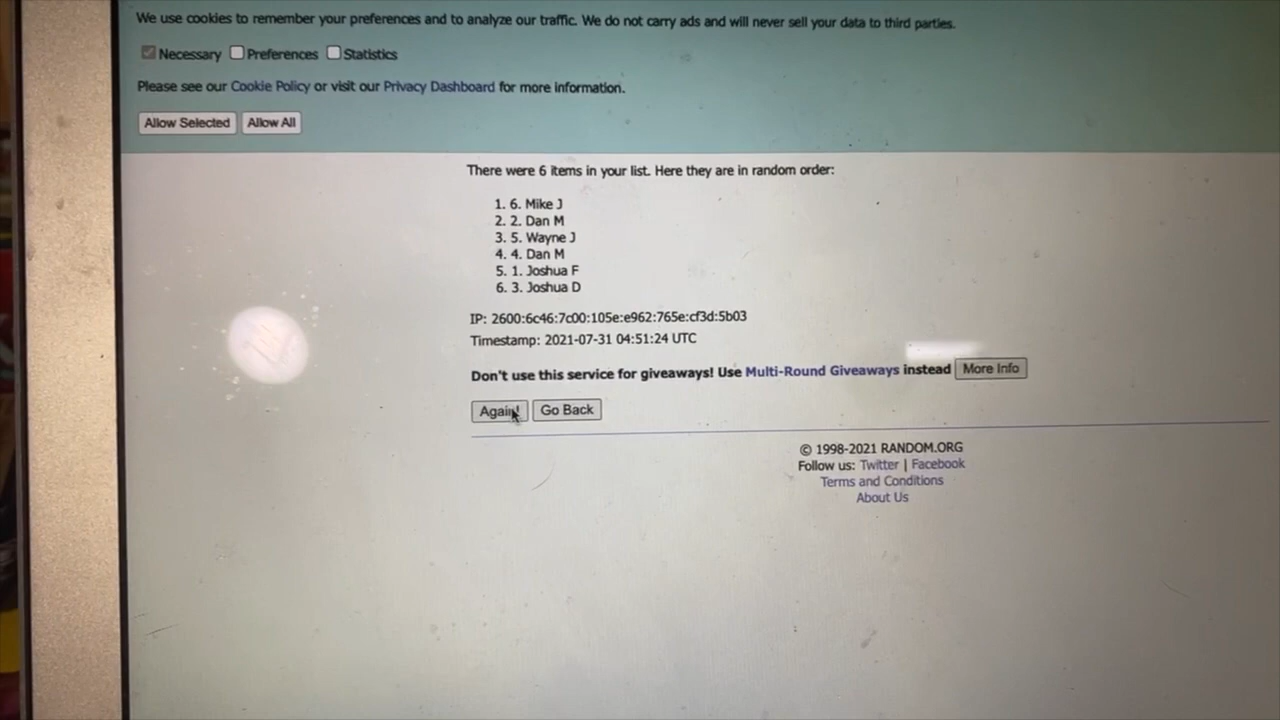 We use cookies to remember your preferences and to analyze our traffic. We do not carry ads and will never sell your data to third parties.
Necessary Preferences Statistics
Please see our Cookie Policy or visit our Privacy Dashboard for more information.
Allow Selected Allow All
There were 6 items in your list. Here they are in random order:
1. 6. Mike J
2. 2. Dan M
3. 5. Wayne J
4. 4. Dan M
5. 1. Joshua F
6. 3. Joshua D
IP: 2600:6c46:7c00:105e:e962:765e:cf3d:5b03
Timestamp: 2021-07-31 04:51:24 UTC
Don't use this service for giveaways! Use Multi-Round Giveaways instead More Info
Again! Go Back
© 1998-2021 RANDOM.ORG
Follow us: Twitter | Facebook
Terms and Conditions
About Us